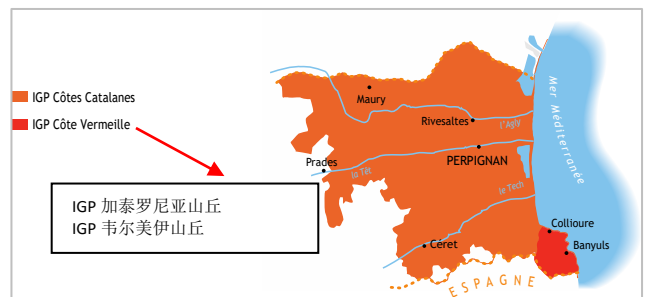 IGP Côtes Catalanes
IGP Côte Vermeille
IGP 加泰罗尼亚山丘
IGP 韦尔美伊山丘
Maury
Rivesaltes
l'Agly
Prades
la Têt
PERPIGNAN
le Tech
Céret
Collioure
Banyuls
Mer Méditerranée
ESPAGNE